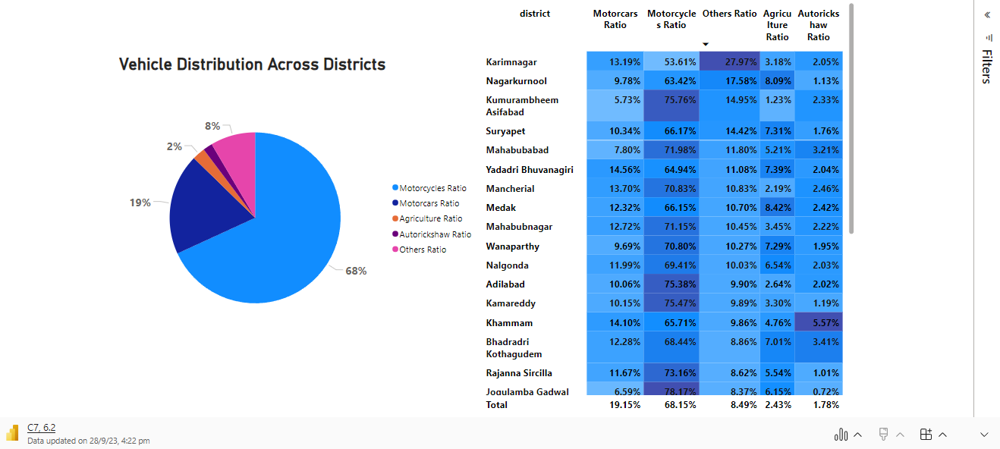 Vehicle Distribution Across Districts
8%
2%
19%
68%
Motorcycles Ratio
Motorcars Ratio
Agriculture Ratio
Autorickshaw Ratio
Others Ratio
district Motorcars Ratio Motorcycles Ratio Others Ratio Agriculture Ratio Autorickshaw Ratio
Karimnagar 13.19% 53.61% 27.97% 3.18% 2.05%
Nagarkurnool 9.78% 63.42% 17.58% 8.09% 1.13%
Kumurambheem 5.73% 75.76% 14.95% 1.23% 2.33%
Asifabad
Suryapet 10.34% 66.17% 14.42% 7.31% 1.76%
Mahabubabad 7.80% 71.98% 11.80% 5.21% 3.21%
Yadadri Bhuvanagiri 14.56% 64.94% 11.08% 7.39% 2.04%
Mancherial 13.70% 70.83% 10.83% 2.19% 2.46%
Medak 12.32% 66.15% 10.70% 8.42% 2.42%
Mahabubnagar 12.72% 71.15% 10.45% 3.45% 2.22%
Wanaparthy 9.69% 70.80% 10.27% 7.29% 1.95%
Nalgonda 11.99% 69.41% 10.03% 6.54% 2.03%
Adilabad 10.06% 75.38% 9.90% 2.64% 2.02%
Kamareddy 10.15% 75.47% 9.89% 3.30% 1.19%
Khammam 14.10% 65.71% 9.86% 4.76% 5.57%
Bhadradri 12.28% 68.44% 8.86% 7.01% 3.41%
Kothagudem
Rajanna Sircilla 11.67% 73.16% 8.62% 5.54% 1.01%
Jogulamba Gadwal 6.59% 78.17% 8.37% 6.15% 0.72%
Total 19.15% 68.15% 8.49% 2.43% 1.78%
Filters
C7, 6.2
Data updated on 28/9/23, 4:22 pm